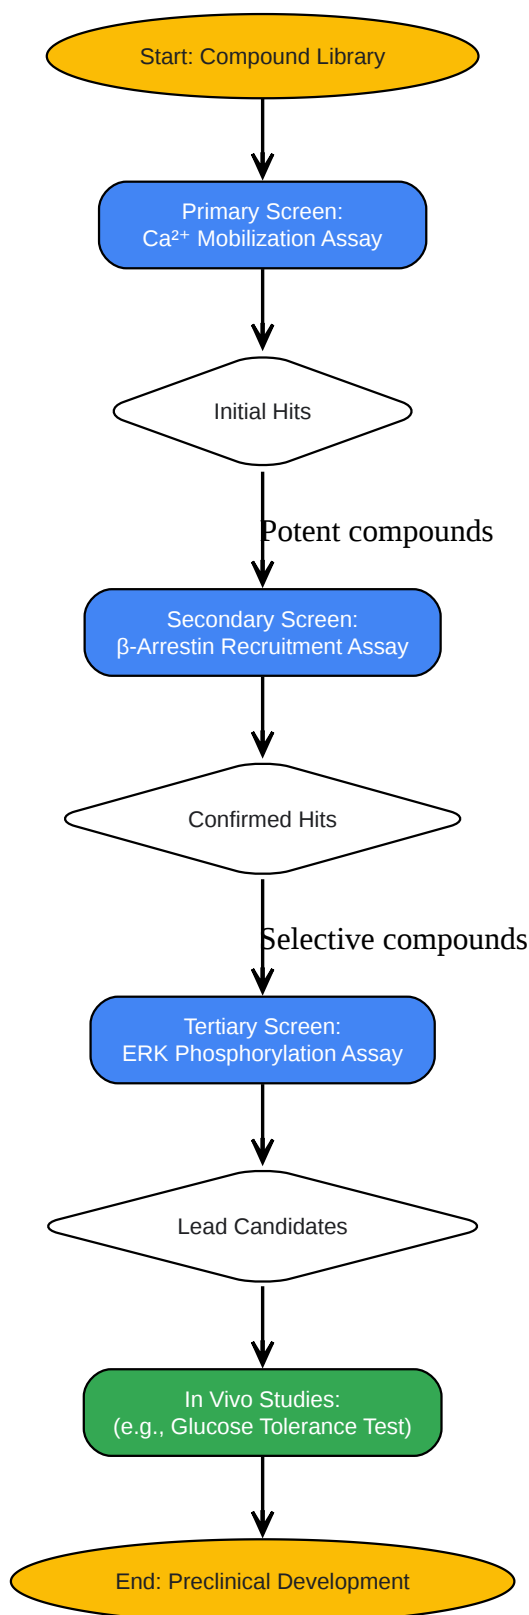 Start: Compound Library
Primary Screen:
Ca²⁺ Mobilization Assay
Initial Hits
Potent compounds
Secondary Screen:
β-Arrestin Recruitment Assay
Confirmed Hits
Selective compounds
Tertiary Screen:
ERK Phosphorylation Assay
Lead Candidates
In Vivo Studies:
(e.g., Glucose Tolerance Test)
End: Preclinical Development